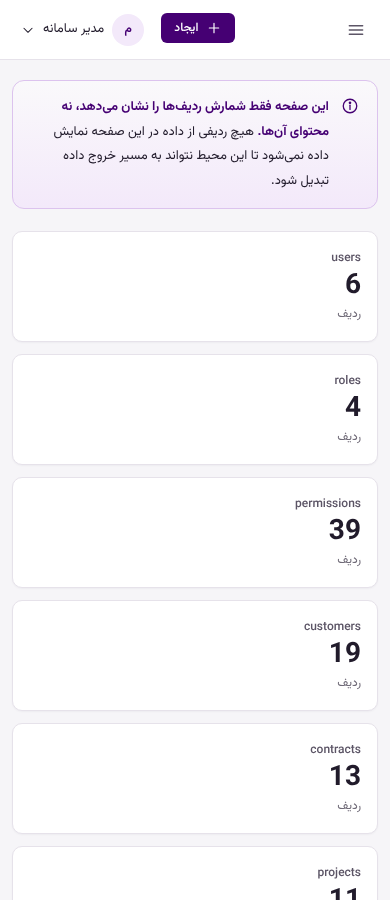 ایجاد
م
مدیر سامانه
این صفحه فقط شمارش ردیف‌ها را نشان می‌دهد، نه
محتوای آن‌ها. هیچ ردیفی از داده در این صفحه نمایش
داده نمی‌شود تا این محیط نتواند به مسیر خروج داده
تبدیل شود.
users
6
ردیف
roles
4
ردیف
permissions
39
ردیف
customers
19
ردیف
contracts
13
ردیف
projects
11